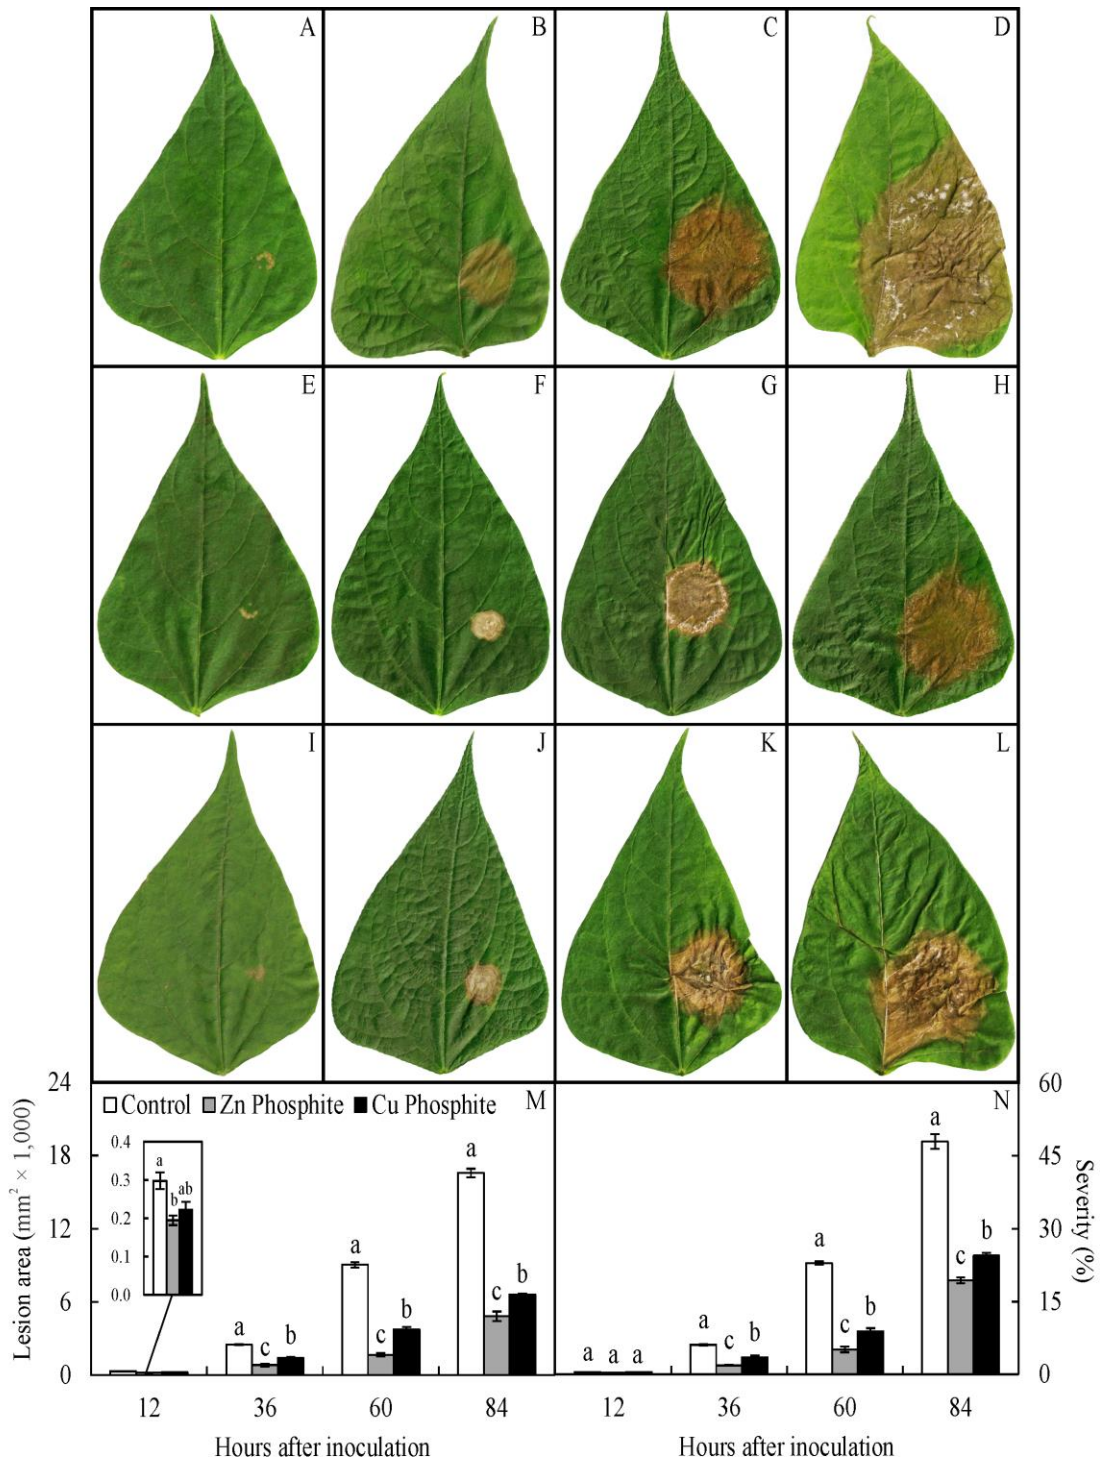 A
B
C
D
E
F
G
H
I
J
K
L
24
60
Control Zn Phosphite Cu Phosphite M
N
0.4
0.3
0.2
0.1
0.0
a
b
ab
18
12
6
0
Lesion area (mm² × 1,000)
a
c
b
a
c
b
a
c
b
12
36
60
84
Hours after inoculation
a
a
a
a
c
b
a
c
b
a
c
b
45
30
15
0
Severity (%)
12
36
60
84
Hours after inoculation